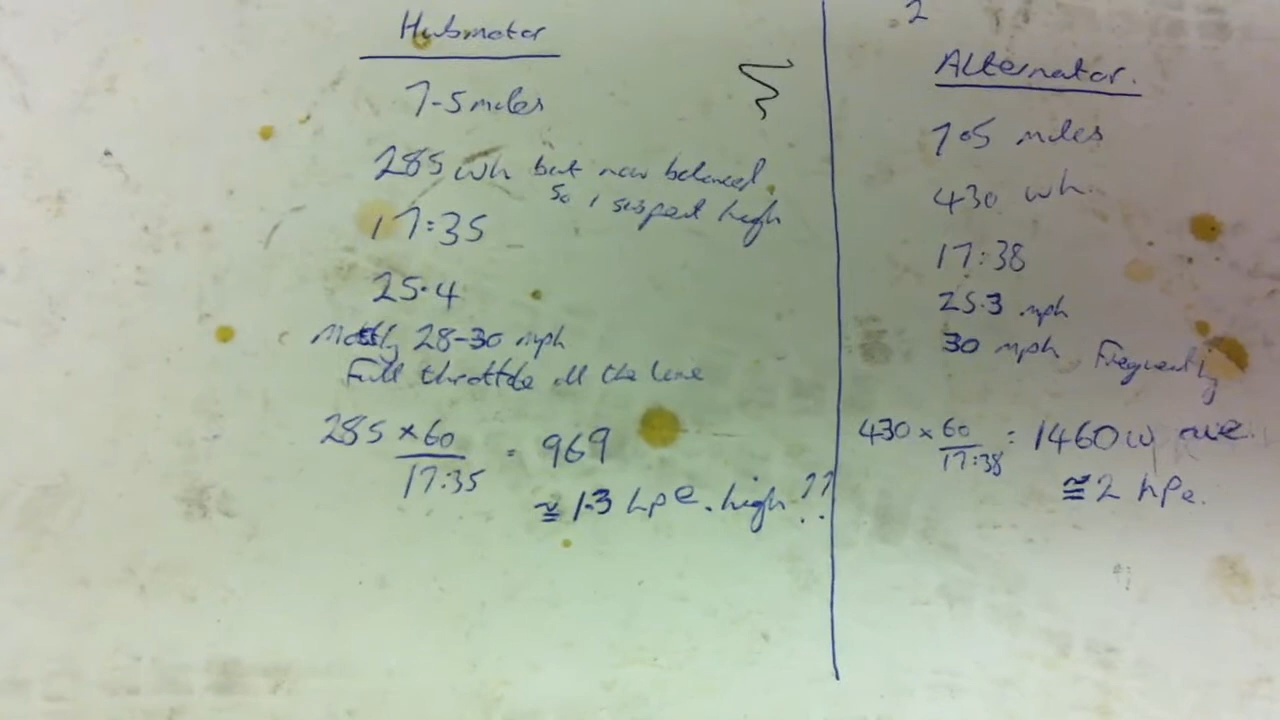 Hubmotor
7-5 miles
285 wh but now balanced
so I suspect high
17:35
25.4
Mostly 28-30 mph
Full throttle all the time
285 × 60
17:35
= 969
≅ 1.3 hp e. high ??
2
Alternator.
7.05 miles
430 wh.
17:38
25.3 mph
30 mph Frequently
430 × 60
17:38
= 1460 w ave.
≅ 2 hpe.